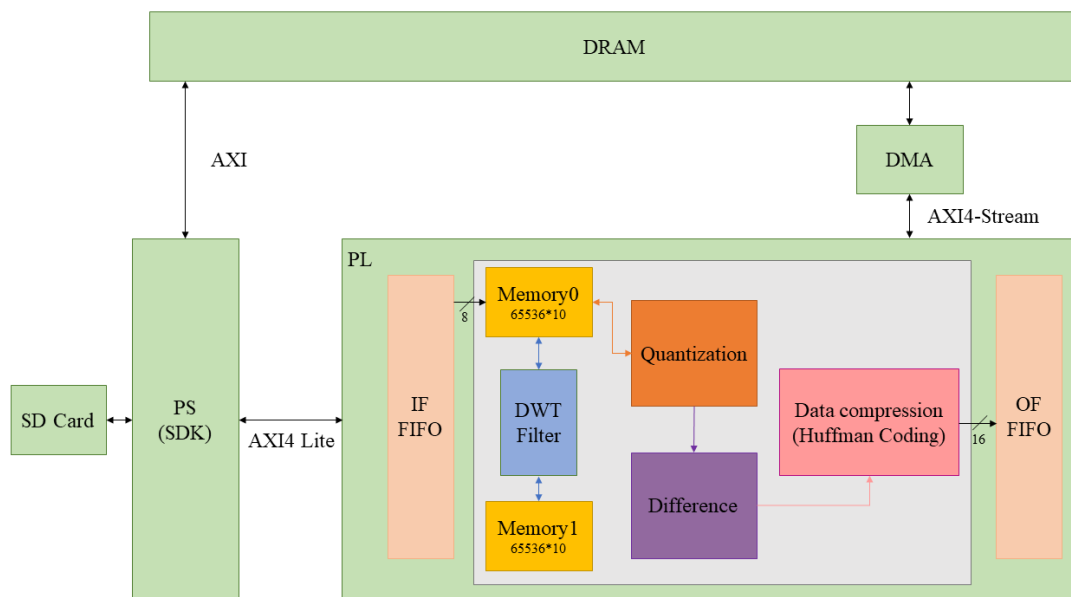 DRAM
AXI
DMA
AXI4-Stream
PL
SD Card
PS
(SDK)
AXI4 Lite
IF
FIFO
8
Memory0
65536*10
DWT
Filter
Memory1
65536*10
Quantization
Difference
Data compression
(Huffman Coding)
16
OF
FIFO